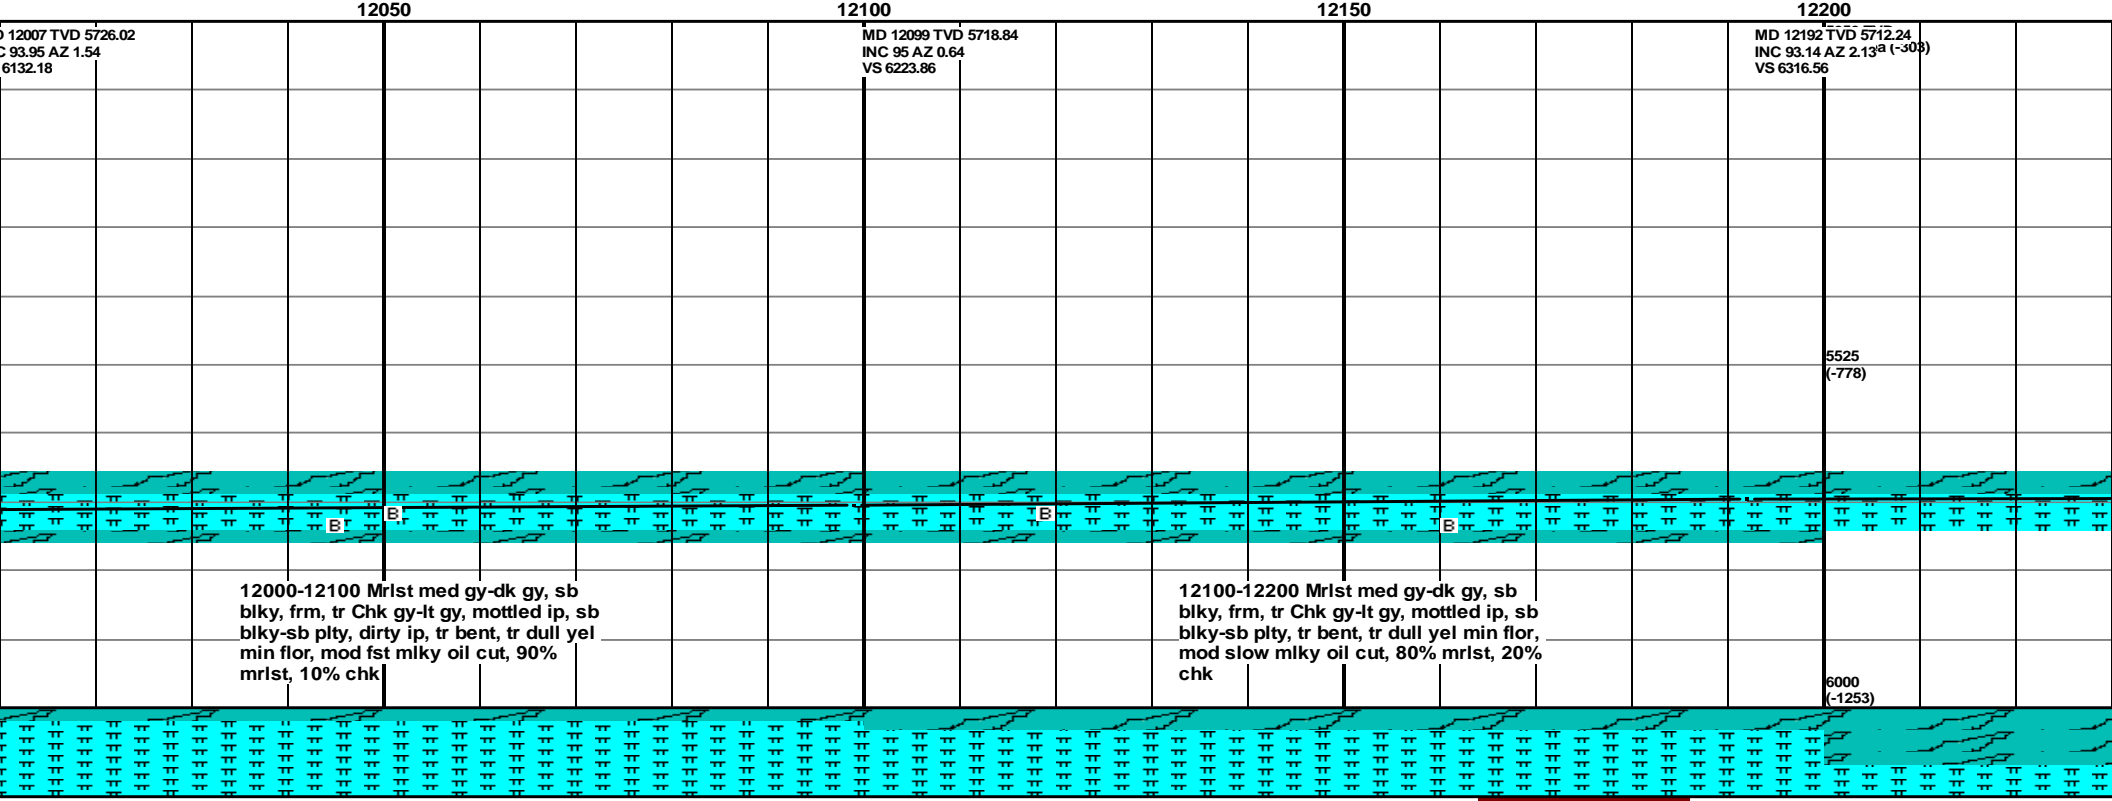 12050
12100
12150
12200
12007 TVD 5726.02
93.95 AZ 1.54
6132.18
MD 12099 TVD 5718.84
INC 95 AZ 0.64
VS 6223.86
MD 12192 TVD 5712.24
INC 93.14 AZ 2.13
(-303)
VS 6316.56
5525
(-778)
B
B
B
B
12000-12100 Mrlst med gy-dk gy, sb
blky, frm, tr Chk gy-lt gy, mottled ip, sb
blky-sb plty, dirty ip, tr bent, tr dull yel
min flor, mod fst mlky oil cut, 90%
mrlst, 10% chk
12100-12200 Mrlst med gy-dk gy, sb
blky, frm, tr Chk gy-lt gy, mottled ip, sb
blky-sb plty, tr bent, tr dull yel min flor,
mod slow mlky oil cut, 80% mrlst, 20%
chk
6000
(-1253)